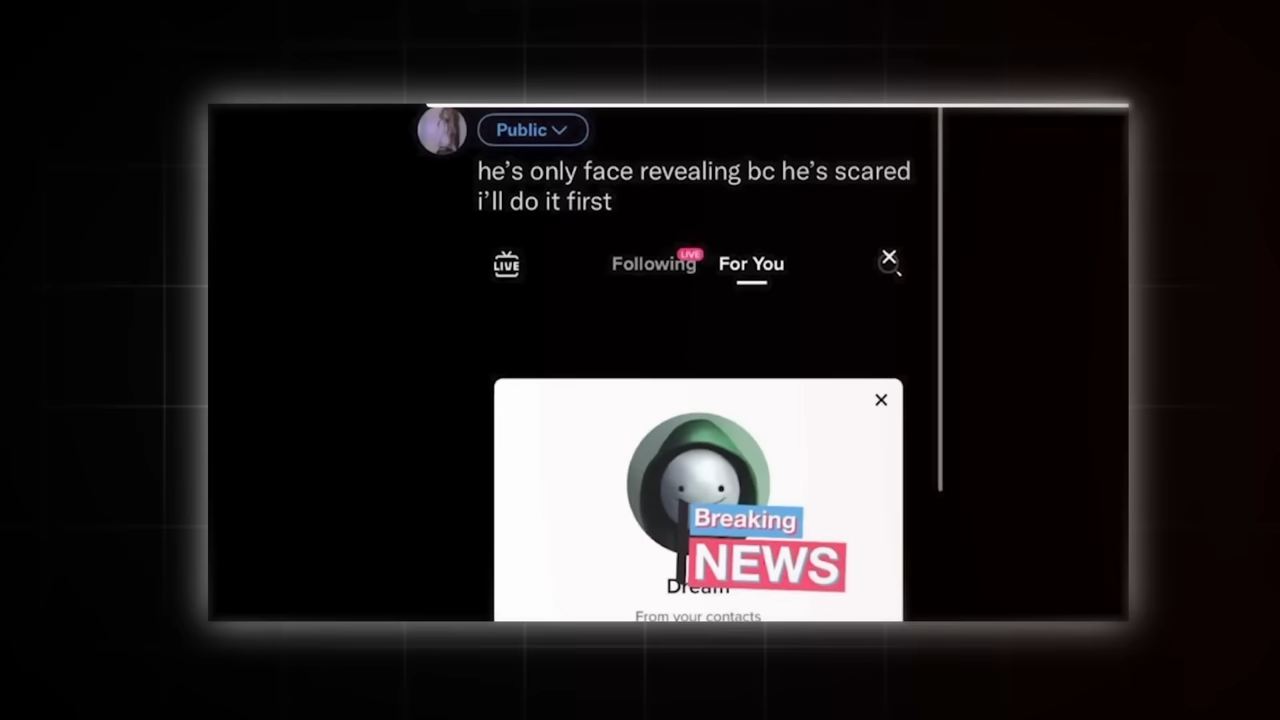 Public
he’s only face revealing bc he’s scared
i’ll do it first
LIVE
Following LIVE For You
Breaking
NEWS
Dream
From your contacts